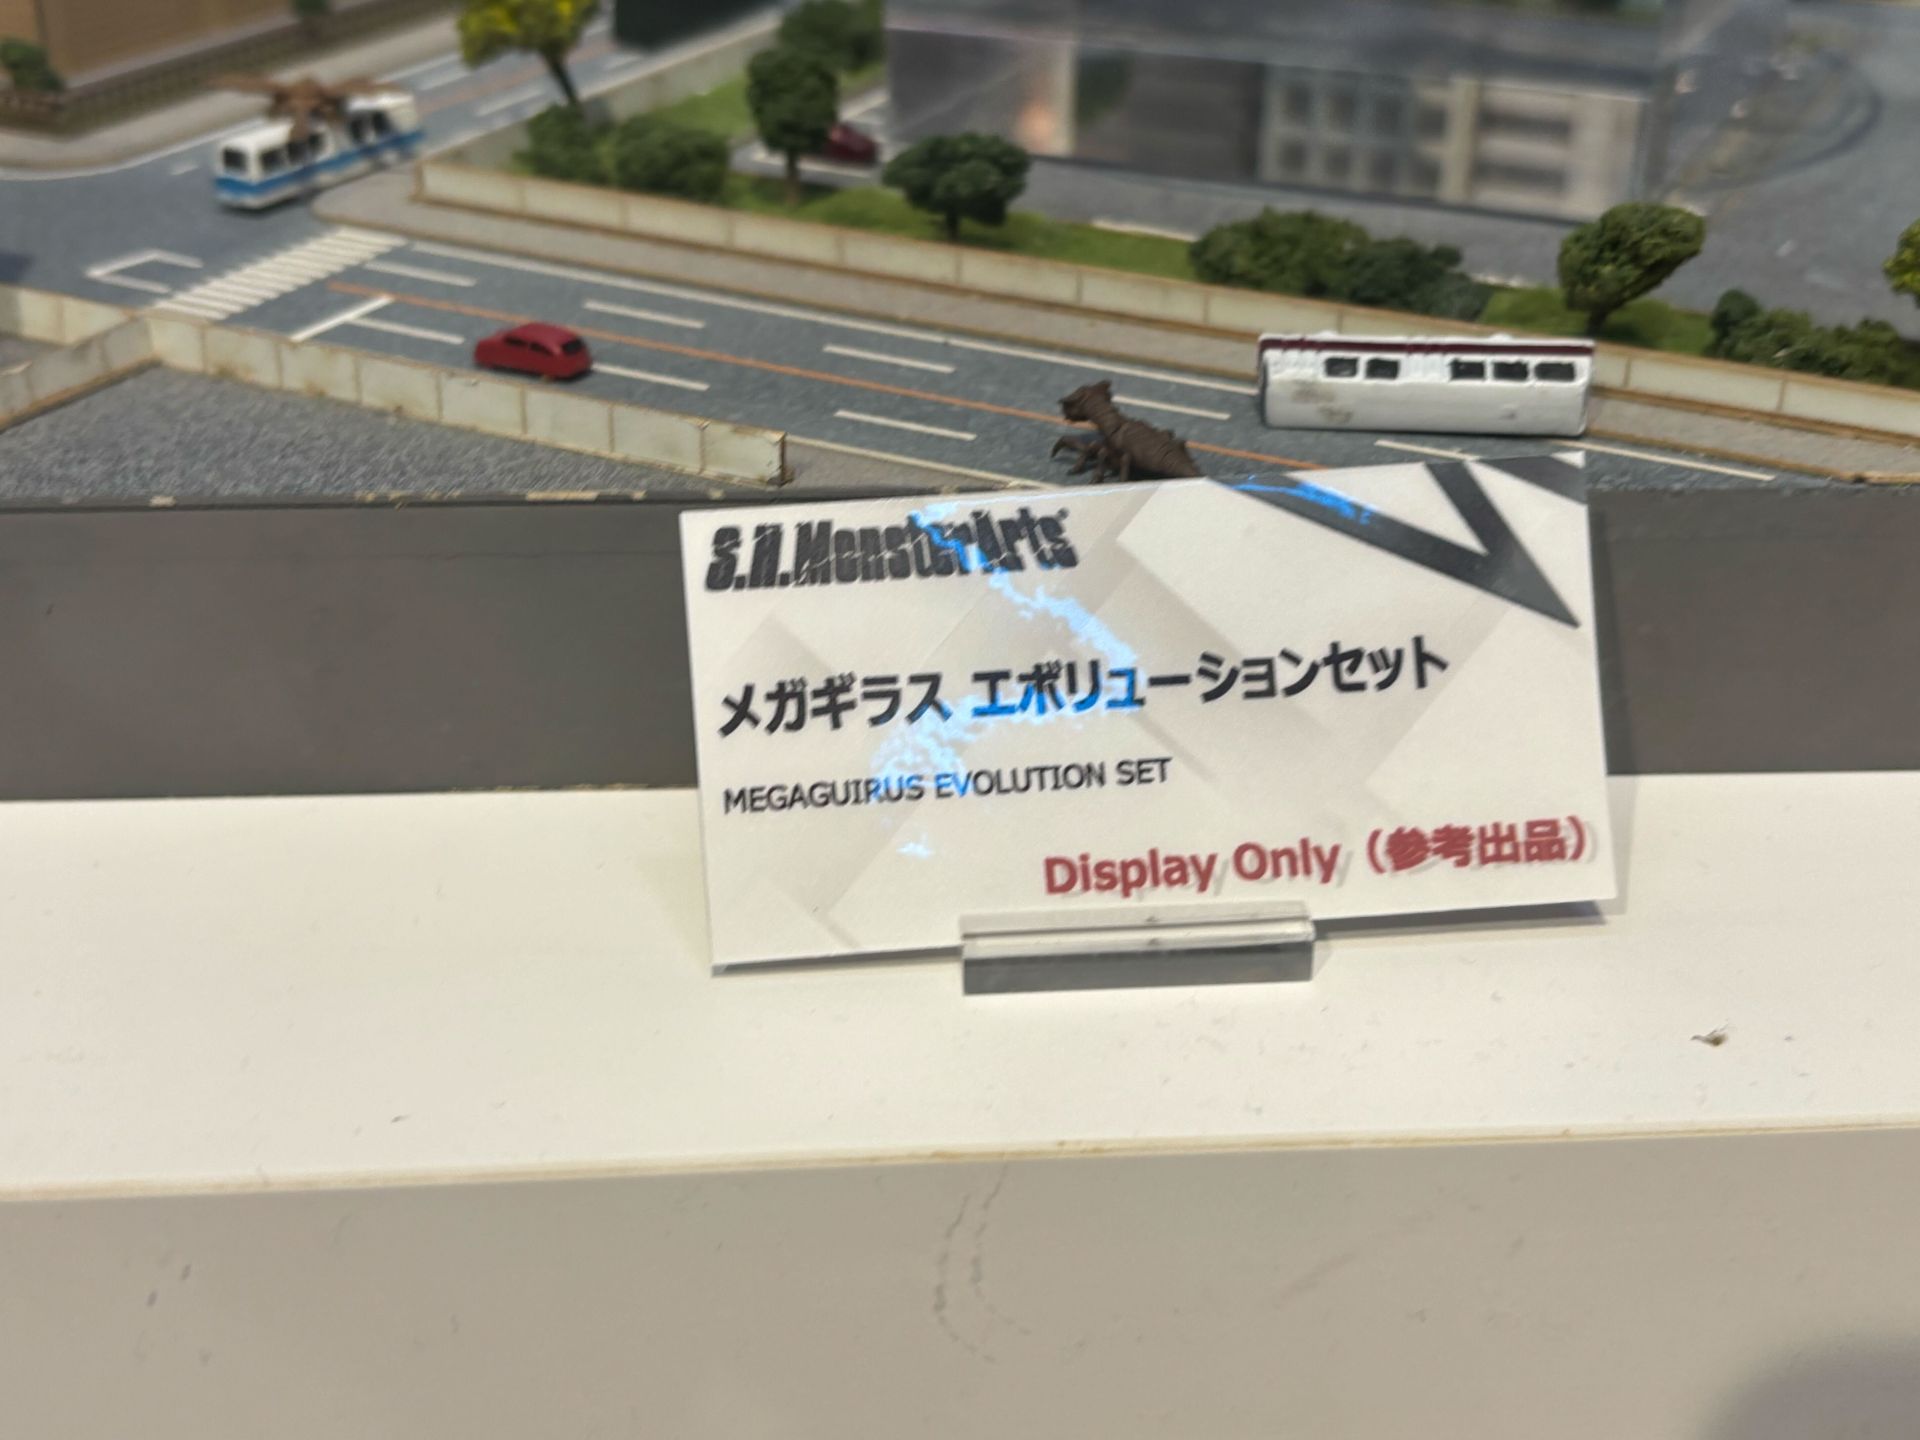 S.H.MonsterArts
メガギラス エボリューションセット
MEGAGUIRUS EVOLUTION SET
Display Only（参考出品）